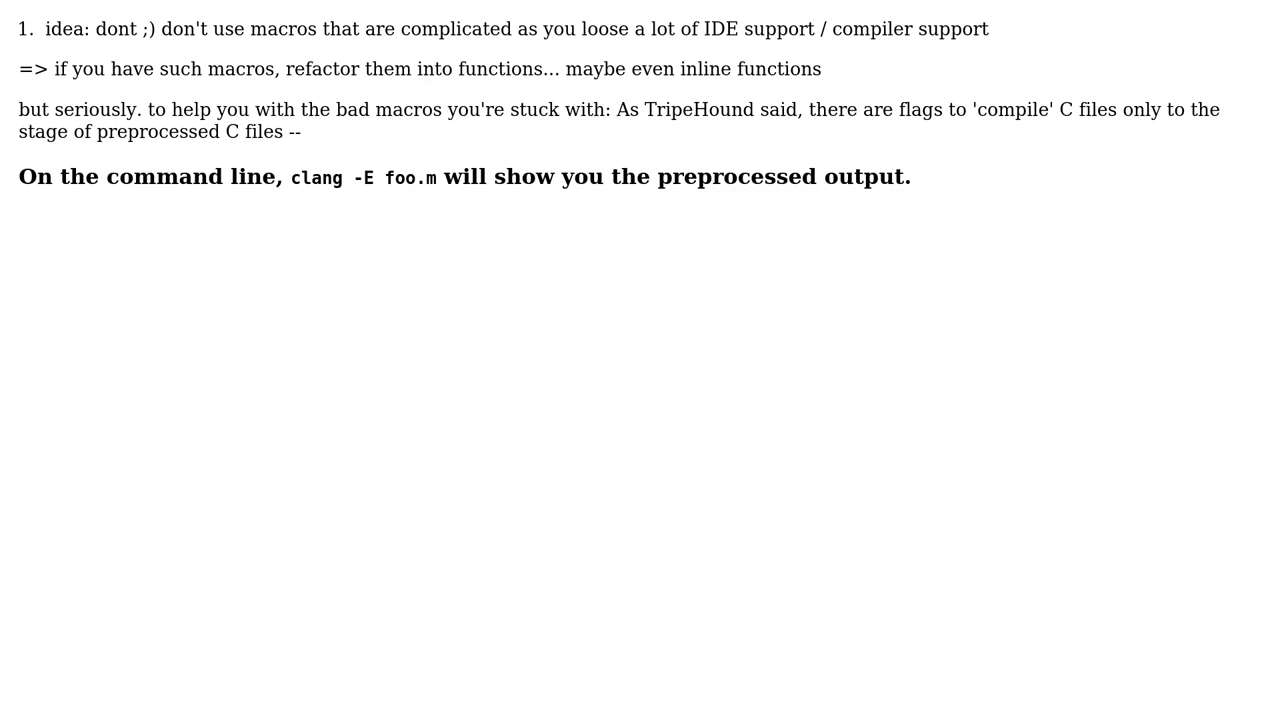 1. idea: dont ;) don't use macros that are complicated as you loose a lot of IDE support / compiler support
=> if you have such macros, refactor them into functions... maybe even inline functions
but seriously. to help you with the bad macros you're stuck with: As TripeHound said, there are flags to 'compile' C files only to the
stage of preprocessed C files --
On the command line, clang -E foo.m will show you the preprocessed output.